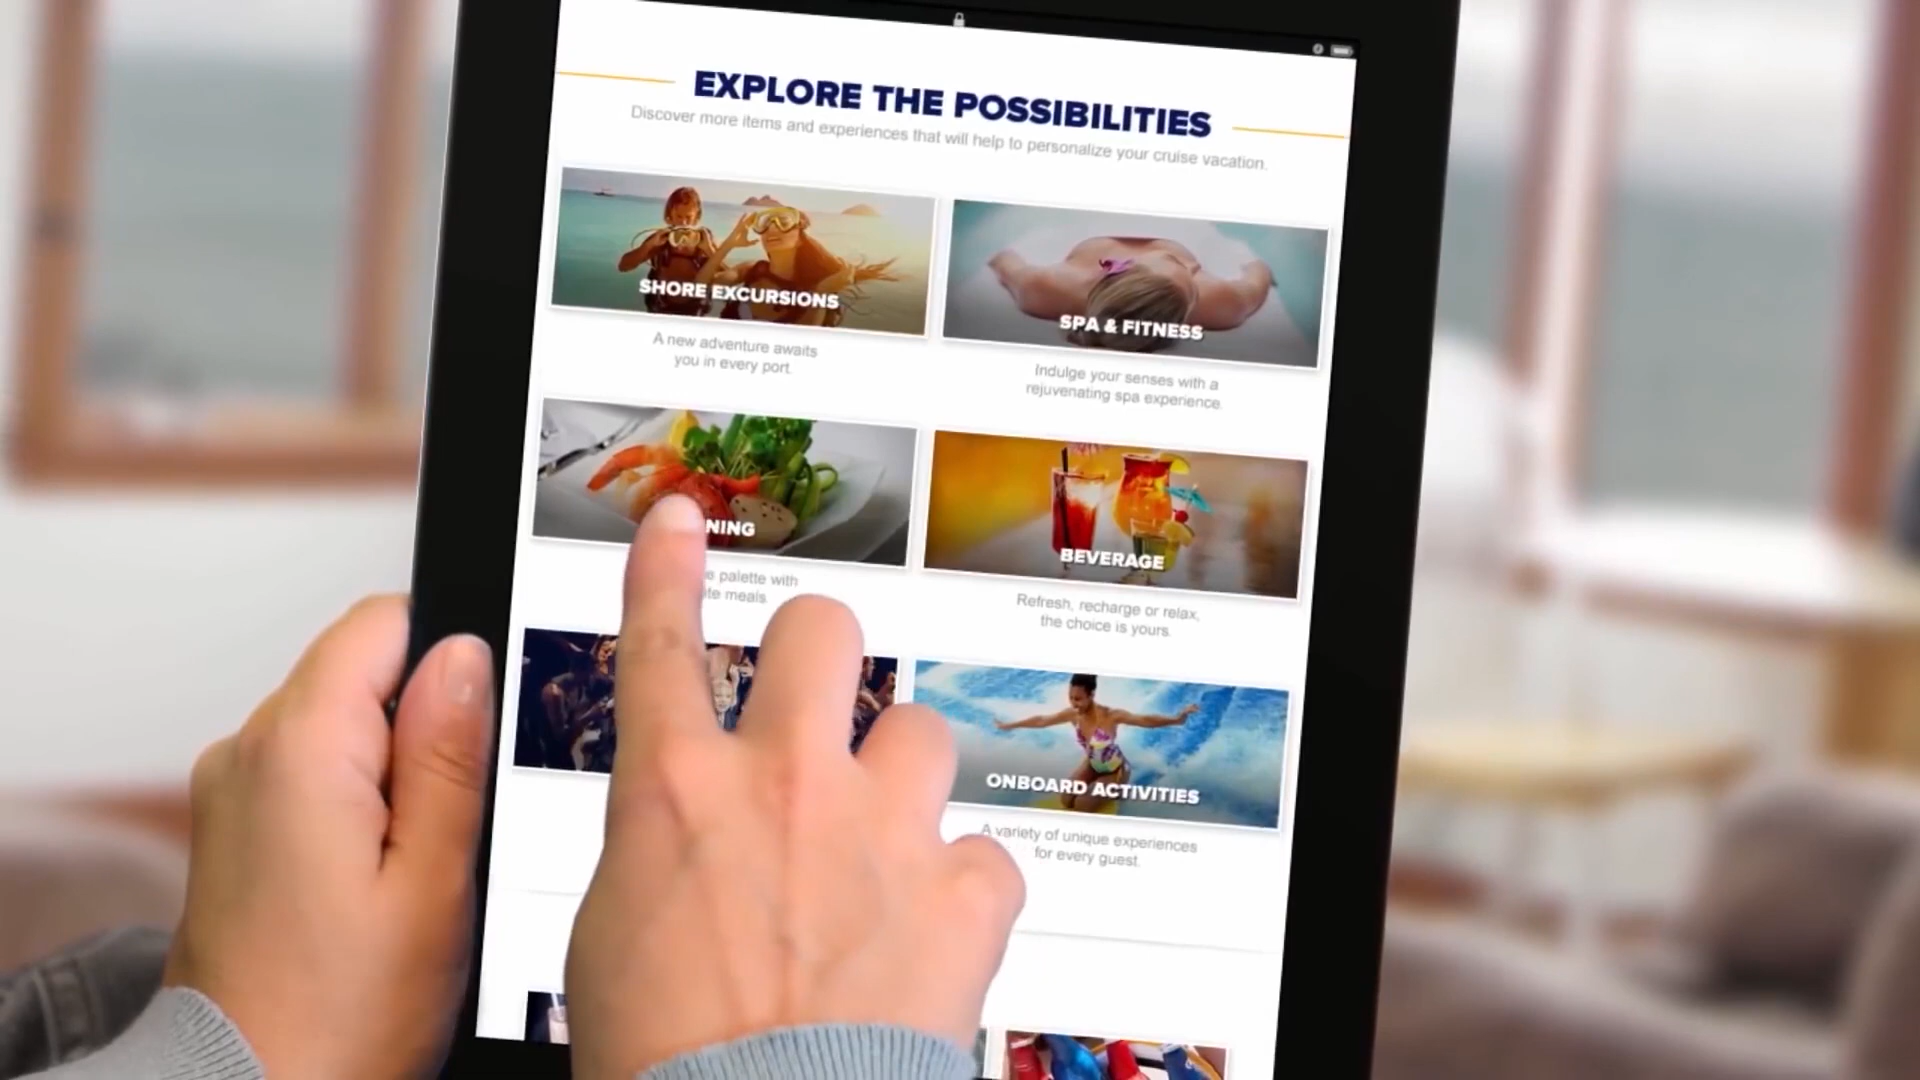 EXPLORE THE POSSIBILITIES
Discover more items and experiences that will help to personalize your cruise vacation.
SHORE EXCURSIONS
A new adventure awaits
you in every port.
SPA & FITNESS
Indulge your senses with a
rejuvenating spa experience.
NING
palette with
meals.
BEVERAGE
Refresh, recharge or relax,
the choice is yours.
ONBOARD ACTIVITIES
A variety of unique experiences
for every guest.